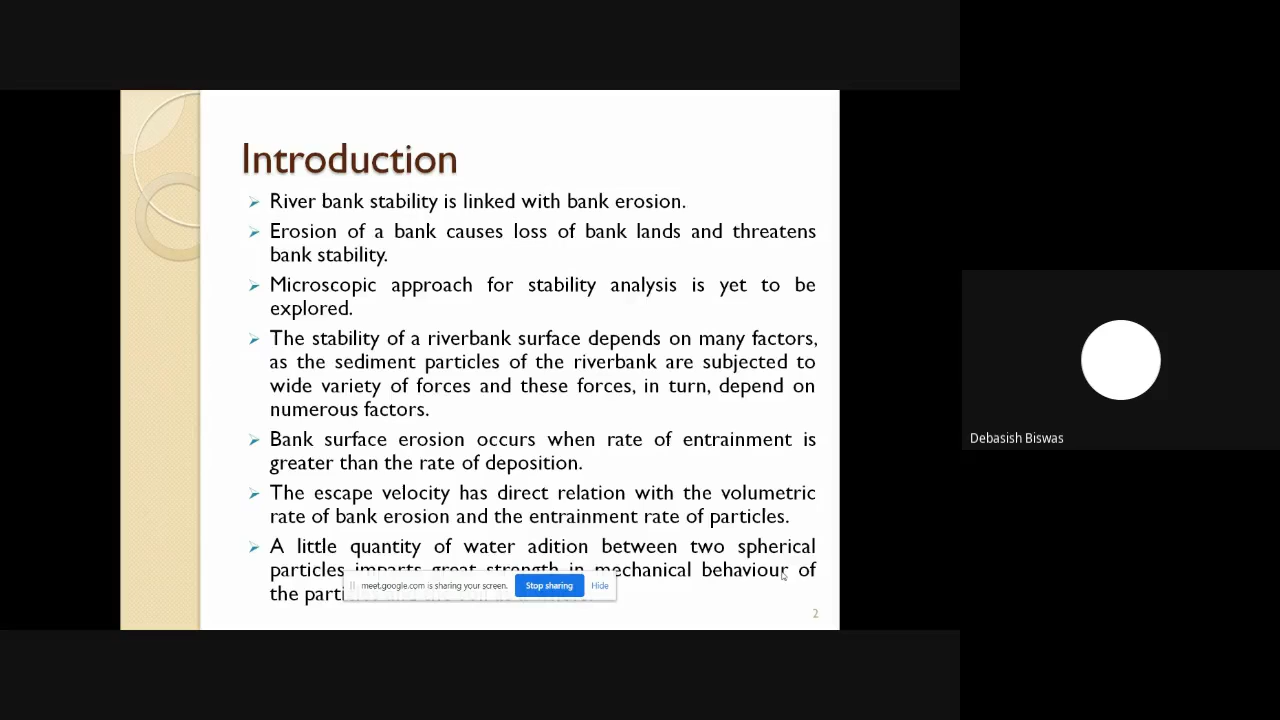 Introduction
River bank stability is linked with bank erosion.
Erosion of a bank causes loss of bank lands and threatens
bank stability.
Microscopic approach for stability analysis is yet to be
explored.
The stability of a riverbank surface depends on many factors,
as the sediment particles of the riverbank are subjected to
wide variety of forces and these forces, in turn, depend on
numerous factors.
Bank surface erosion occurs when rate of entrainment is
greater than the rate of deposition.
The escape velocity has direct relation with the volumetric
rate of bank erosion and the entrainment rate of particles.
A little quantity of water adition between two spherical
particles imparts great strength in mechanical behaviour of
the
meet.google.com is sharing your screen. Stop sharing Hide
2
Debasish Biswas